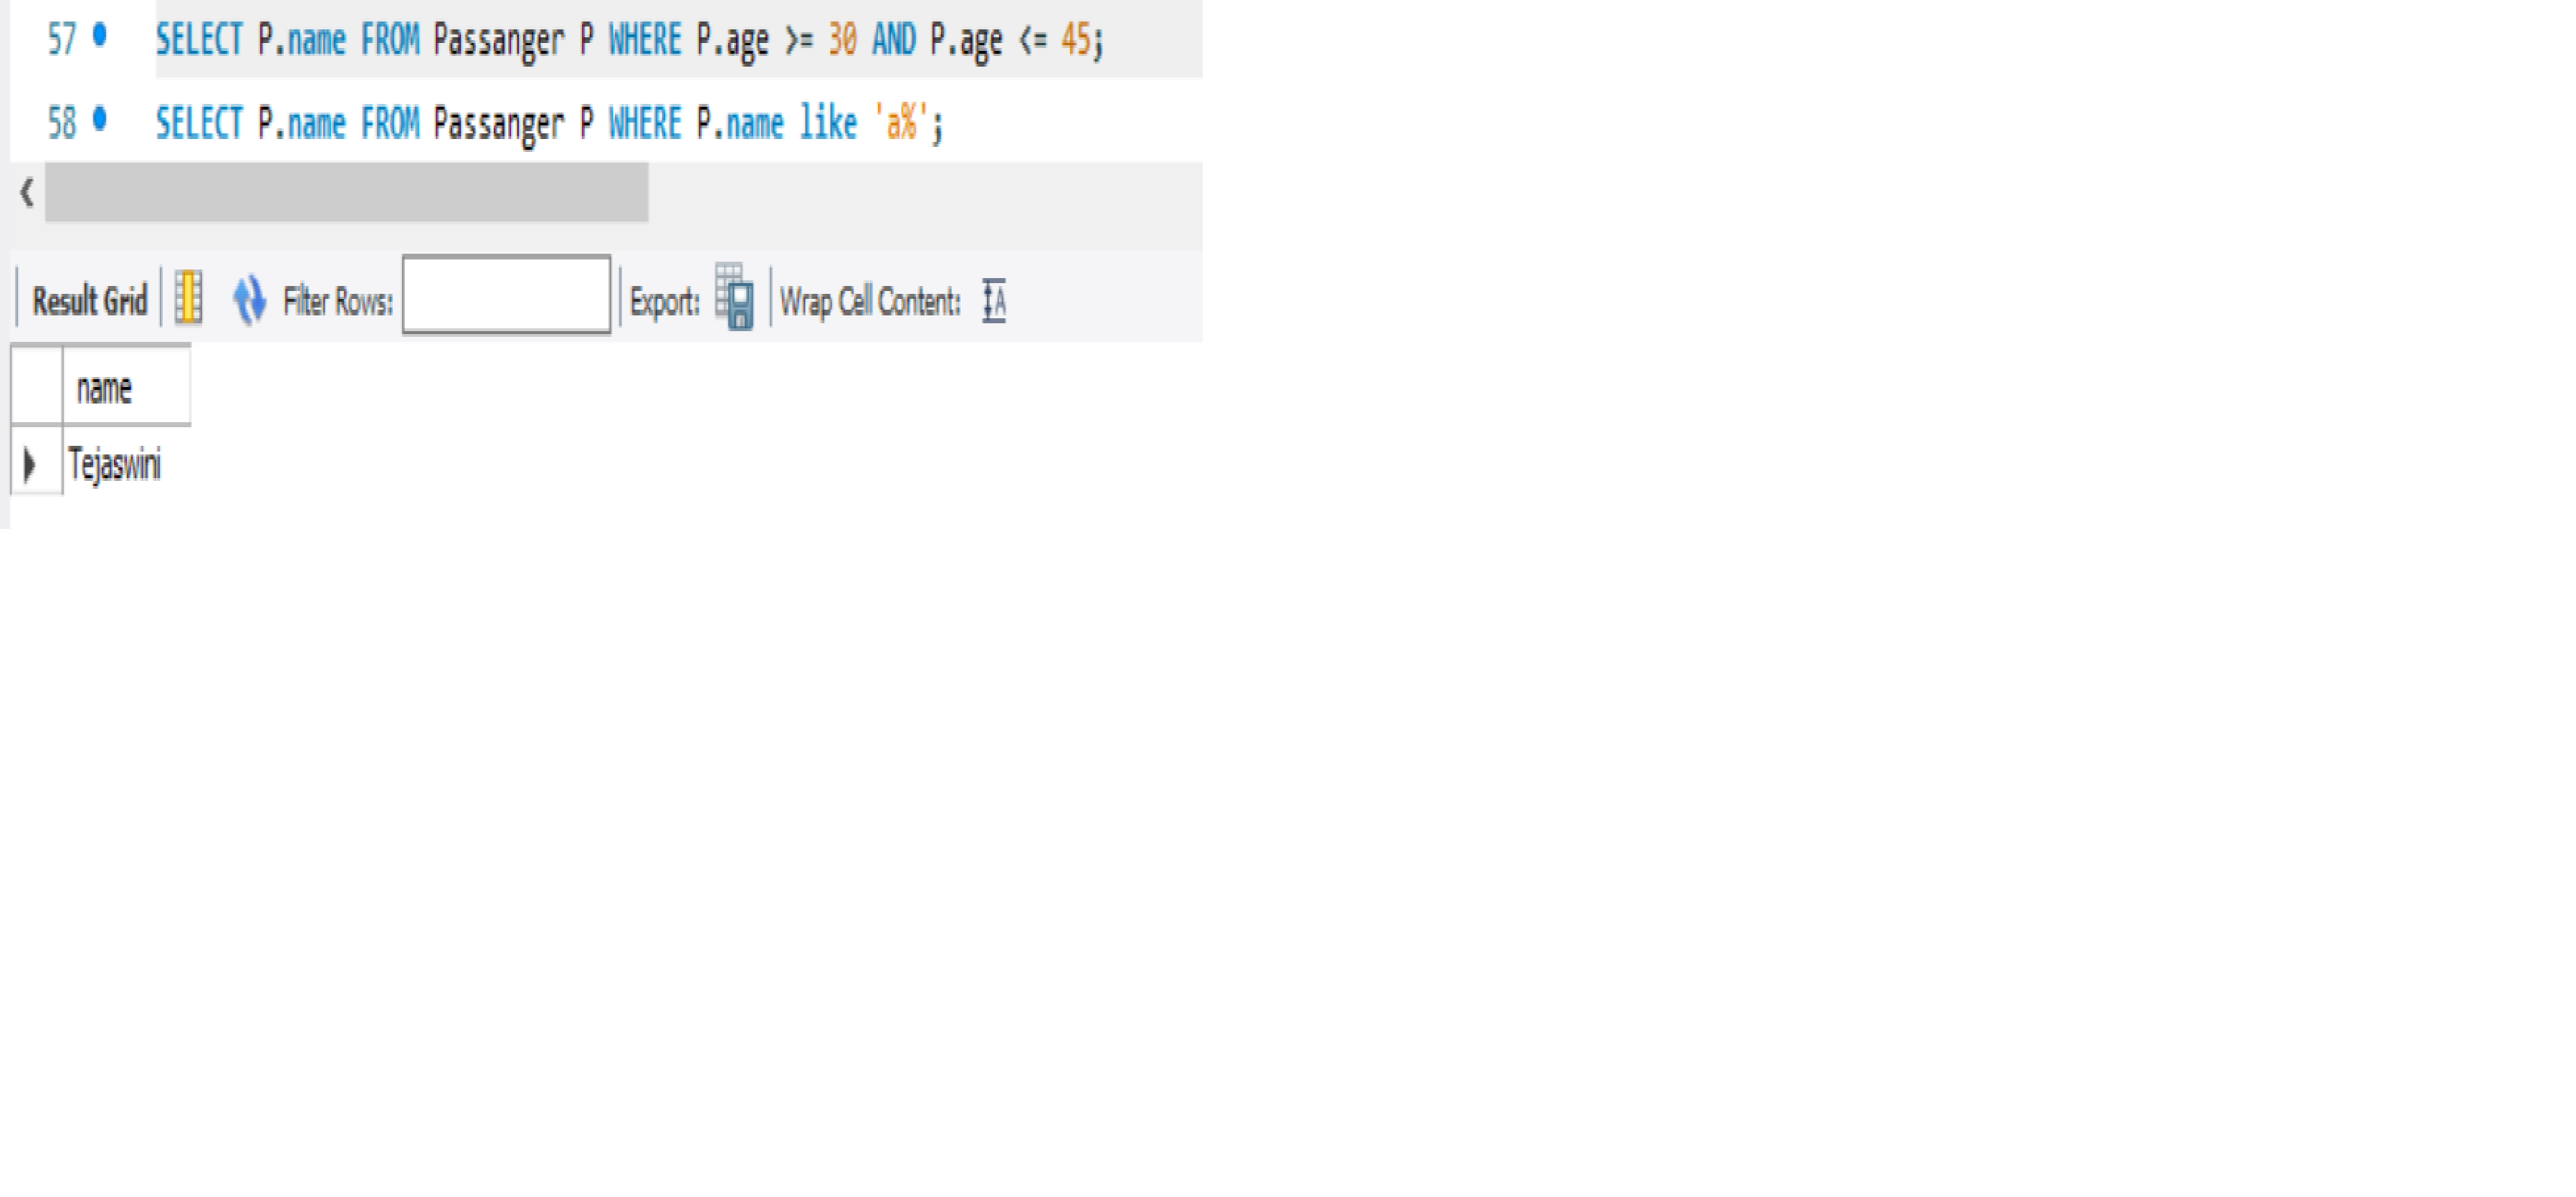 57 SELECT P.name FROM Passanger P WHERE P.age >= 30 AND P.age <= 45;
58 SELECT P.name FROM Passanger P WHERE P.name like 'a%';
Result Grid Filter Rows: Export: Wrap Cell Content: A
name
Tejaswini